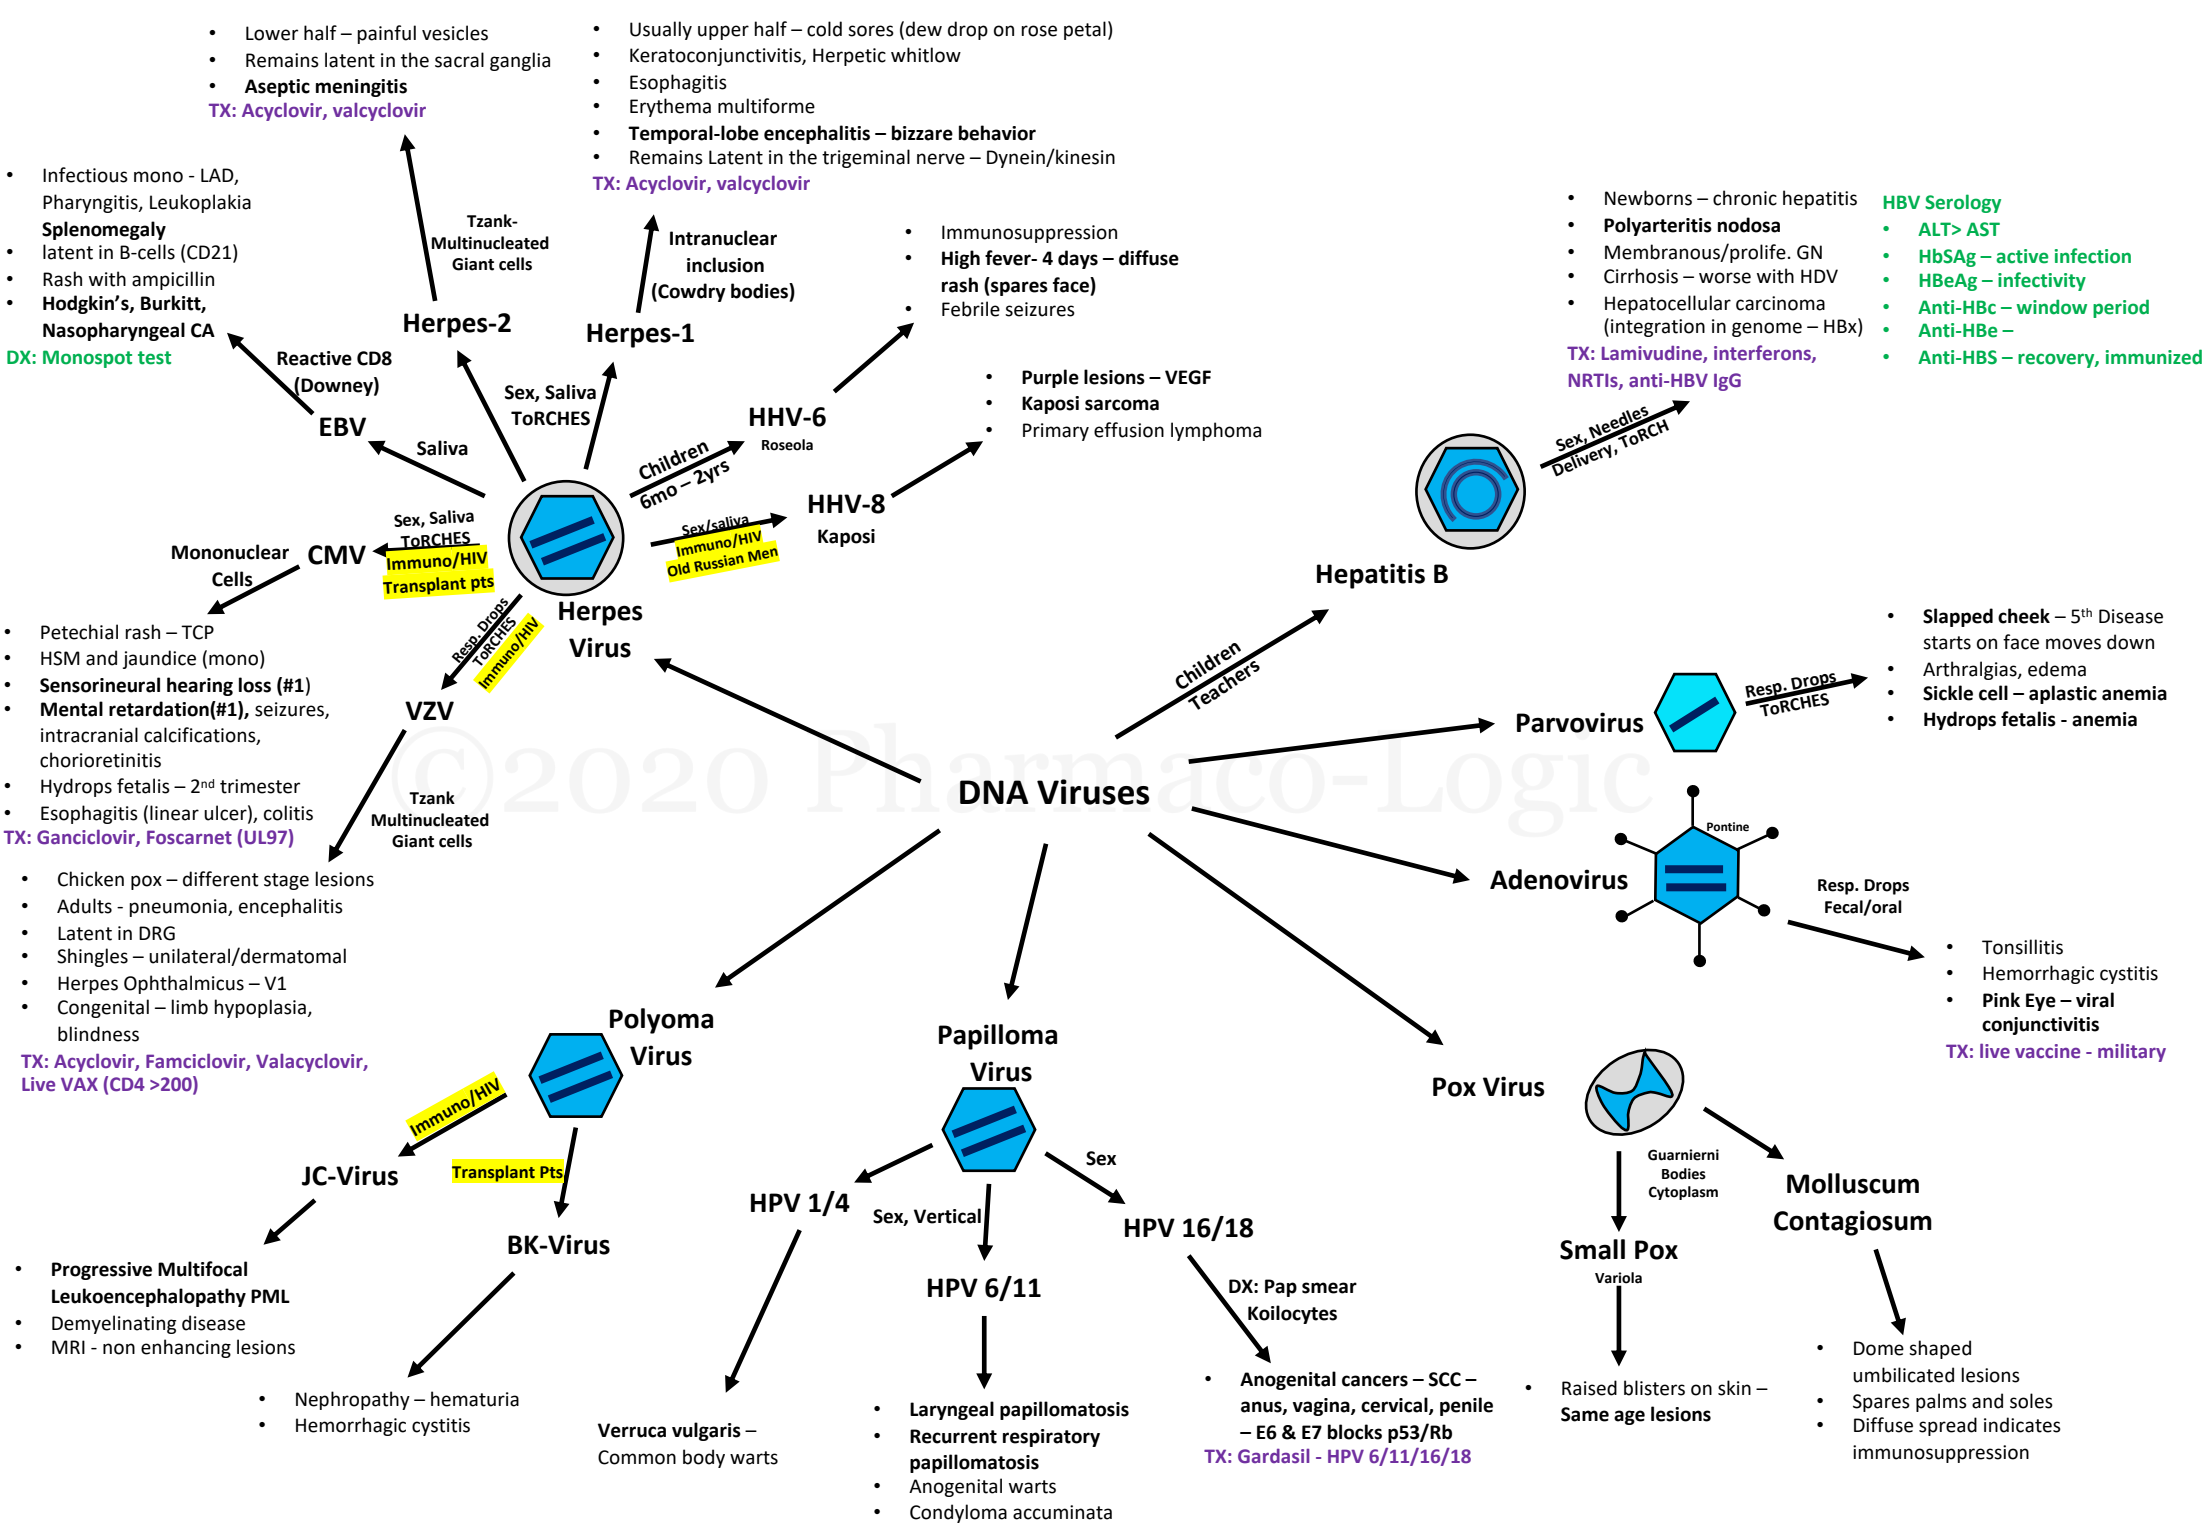 • Lower half – painful vesicles
• Remains latent in the sacral ganglia
• Aseptic meningitis
TX: Acyclovir, valcyclovir
• Usually upper half – cold sores (dew drop on rose petal)
• Keratoconjunctivitis, Herpetic whitlow
• Esophagitis
• Erythema multiforme
• Temporal-lobe encephalitis – bizzare behavior
• Remains Latent in the trigeminal nerve – Dynein/kinesin
TX: Acyclovir, valcyclovir
• Infectious mono - LAD,
Pharyngitis, Leukoplakia
Splenomegaly
• latent in B-cells (CD21)
• Rash with ampicillin
• Hodgkin's, Burkitt,
Nasopharyngeal CA
DX: Monospot test
Tzank-
Multinucleated
Giant cells
Intranuclear
inclusion
(Cowdry bodies)
• Immunosuppression
• High fever- 4 days – diffuse
rash (spares face)
• Febrile seizures
• Newborns – chronic hepatitis
• Polyarteritis nodosa
• Membranous/prolife. GN
• Cirrhosis – worse with HDV
• Hepatocellular carcinoma
(integration in genome – HBx)
TX: Lamivudine, interferons,
NRTIs, anti-HBV IgG
HBV Serology
• ALT> AST
• HbSAg – active infection
• HBeAg – infectivity
• Anti-HBc – window period
• Anti-HBe –
• Anti-HBS – recovery, immunized
Herpes-2
Herpes-1
Reactive CD8
(Downey)
EBV
Saliva
Sex, Saliva
ToRCHES
Children
6mo – 2yrs
HHV-6
Roseola
• Purple lesions – VEGF
• Kaposi sarcoma
• Primary effusion lymphoma
Sex/saliva
Immuno/HIV
Old Russian Men
HHV-8
Kaposi
Sex, Needles
Delivery, ToRCH
Hepatitis B
Mononuclear
Cells
CMV
Sex, Saliva
ToRCHES
Immuno/HIV
Transplant pts
Herpes
Virus
Resp. Drops
ToRCHES
Immuno/HIV
VZV
• Petechial rash – TCP
• HSM and jaundice (mono)
• Sensorineural hearing loss (#1)
• Mental retardation(#1), seizures,
intracranial calcifications,
chorioretinitis
• Hydrops fetalis – 2nd trimester
• Esophagitis (linear ulcer), colitis
TX: Ganciclovir, Foscarnet (UL97)
Tzank
Multinucleated
Giant cells
Children
Teachers
Parvovirus
Resp. Drops
ToRCHES
• Slapped cheek – 5th Disease
starts on face moves down
• Arthralgias, edema
• Sickle cell – aplastic anemia
• Hydrops fetalis - anemia
©2020 Pharmaco-Logic
DNA Viruses
Pontine
Adenovirus
Resp. Drops
Fecal/oral
• Tonsillitis
• Hemorrhagic cystitis
• Pink Eye – viral
conjunctivitis
TX: live vaccine - military
• Chicken pox – different stage lesions
• Adults - pneumonia, encephalitis
• Latent in DRG
• Shingles – unilateral/dermatomal
• Herpes Ophthalmicus – V1
• Congenital – limb hypoplasia,
blindness
TX: Acyclovir, Famciclovir, Valacyclovir,
Live VAX (CD4 >200)
Polyoma
Virus
Immuno/HIV
JC-Virus
Transplant Pts
BK-Virus
• Progressive Multifocal
Leukoencephalopathy PML
• Demyelinating disease
• MRI - non enhancing lesions
• Nephropathy – hematuria
• Hemorrhagic cystitis
Papilloma
Virus
HPV 1/4
Sex, Vertical
Sex
HPV 6/11
HPV 16/18
DX: Pap smear
Koilocytes
Verruca vulgaris –
Common body warts
• Laryngeal papillomatosis
• Recurrent respiratory
papillomatosis
• Anogenital warts
• Condyloma accuminata
• Anogenital cancers – SCC –
anus, vagina, cervical, penile
– E6 & E7 blocks p53/Rb
TX: Gardasil - HPV 6/11/16/18
Pox Virus
Guarnierni
Bodies
Cytoplasm
Small Pox
Variola
Molluscum
Contagiosum
• Raised blisters on skin –
Same age lesions
• Dome shaped
umbilicated lesions
• Spares palms and soles
• Diffuse spread indicates
immunosuppression